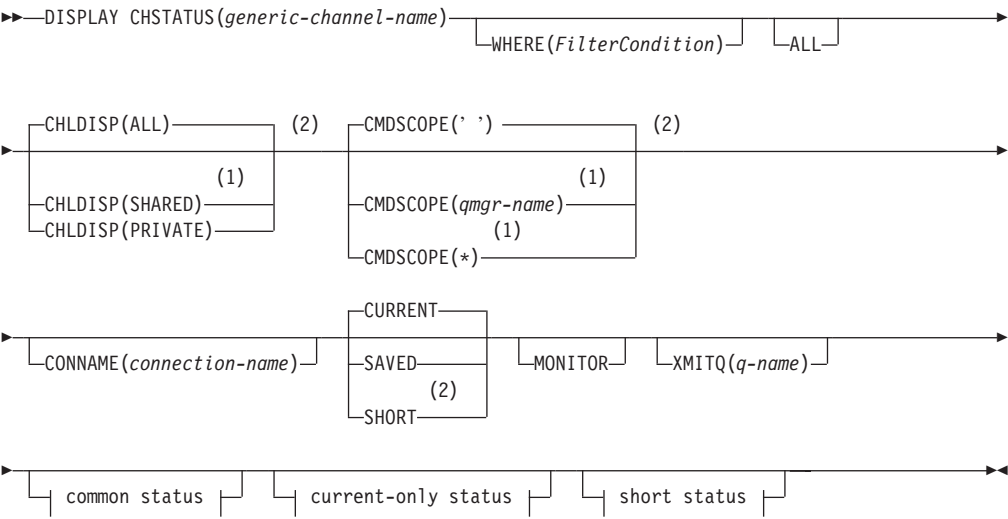 DISPLAY CHSTATUS(generic-channel-name)
WHERE(FilterCondition) ALL
CHLDISP(ALL) (2) CMDSCOPE(' ') (2)
(1) (1)
CHLDISP(SHARED) CMDSCOPE(qmgr-name)
CHLDISP(PRIVATE) (1)
CMDSCOPE(*)
CURRENT
CONNAME(connection-name) SAVED MONITOR XMITQ(q-name)
(2)
SHORT
common status current-only status short status